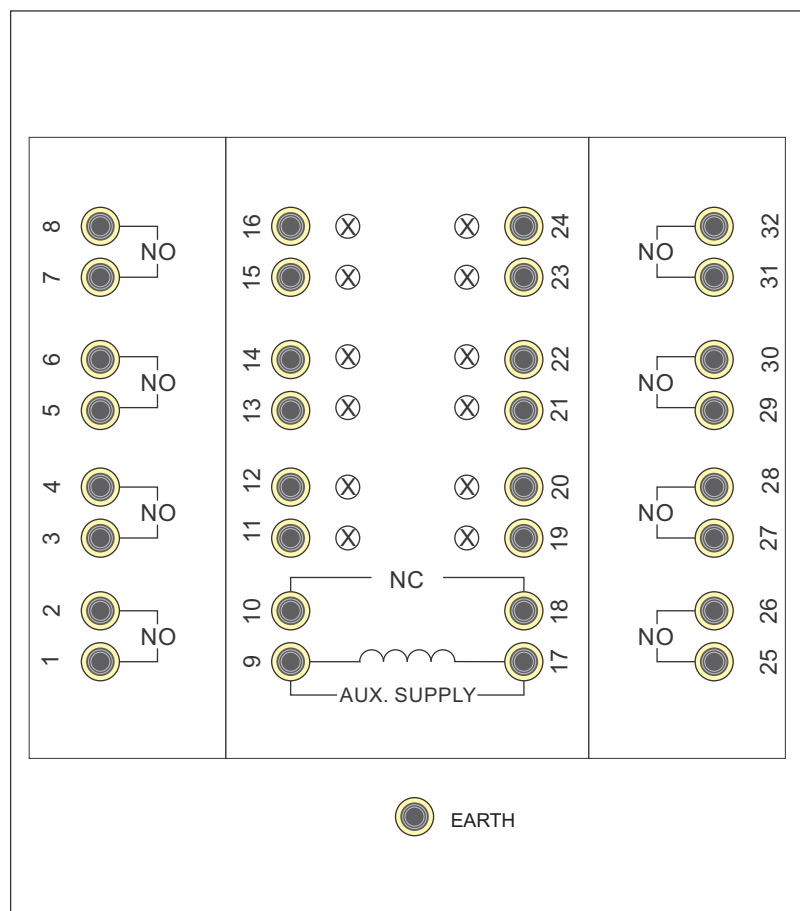 8 16 Ⓧ Ⓧ 24 32
NO NO
7 15 Ⓧ Ⓧ 23 31
6 14 Ⓧ Ⓧ 22 30
NO NO
5 13 Ⓧ Ⓧ 21 29
4 12 Ⓧ Ⓧ 20 28
NO NO
3 11 Ⓧ Ⓧ 19 27
NC
2 10 18 26
NO NO
1 9 17 25
AUX. SUPPLY
EARTH